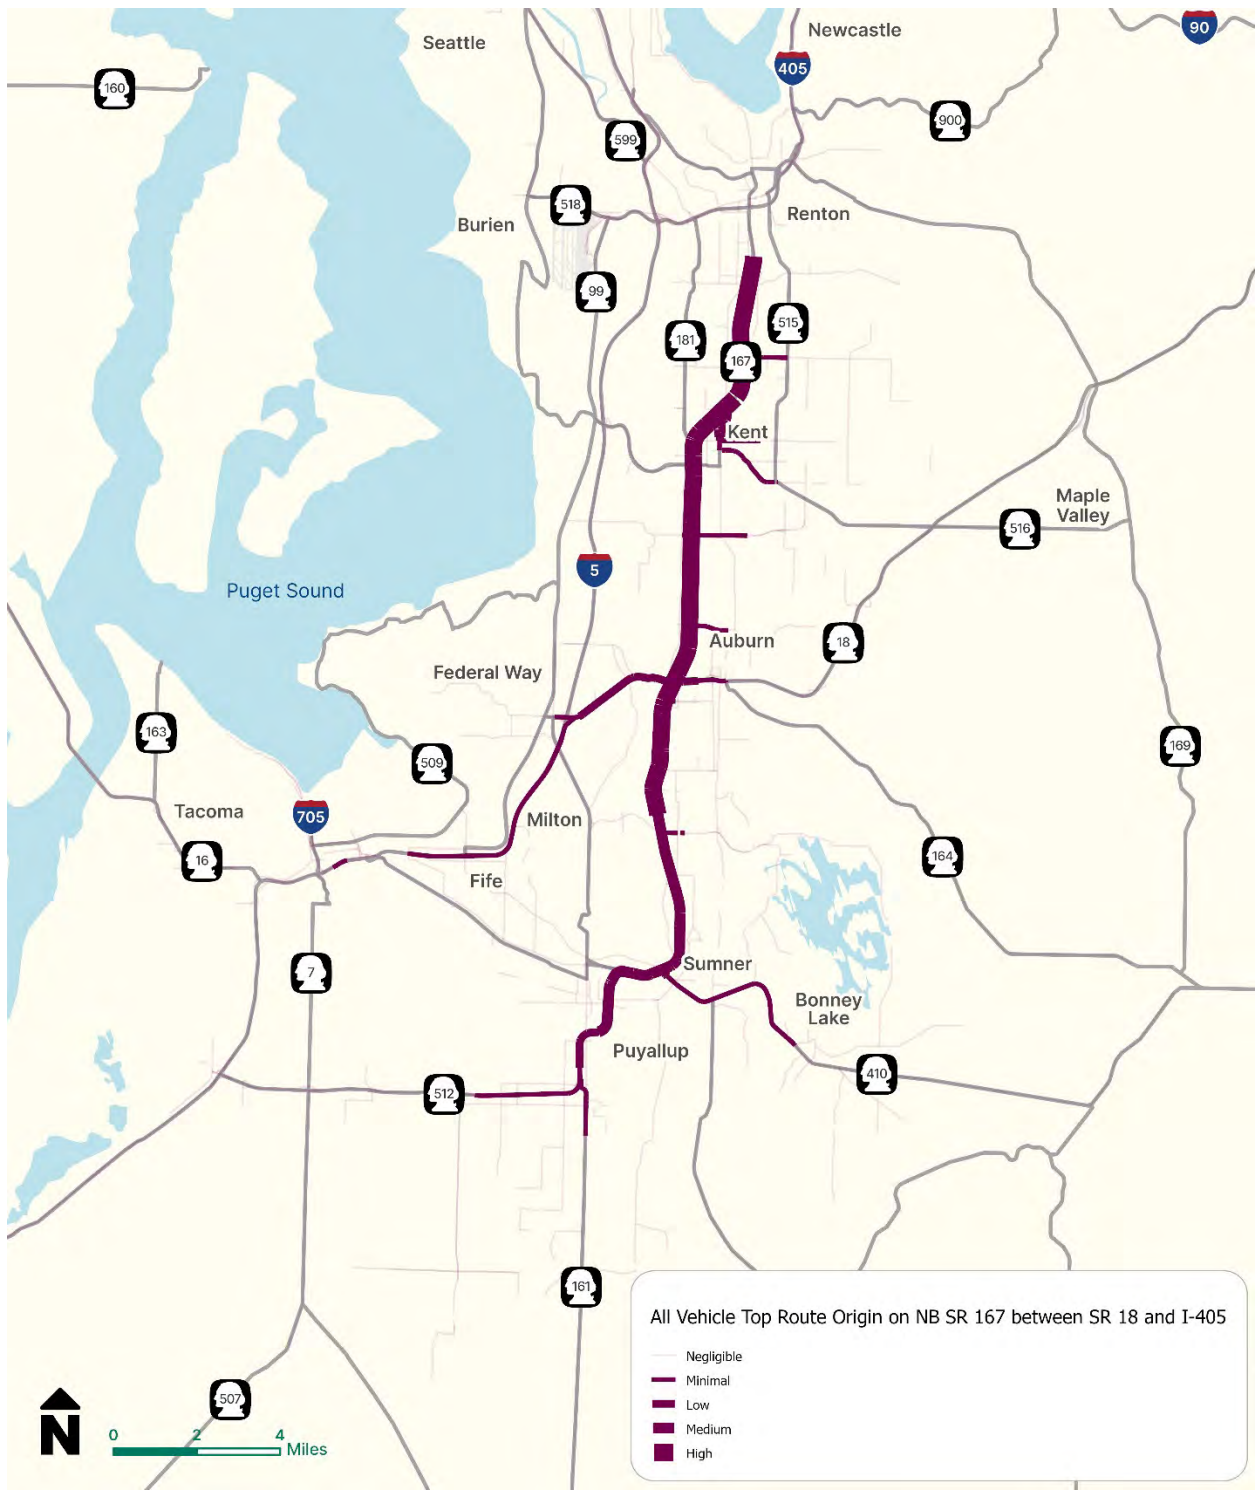 Seattle
Newcastle
90
405
160
900
599
518
Burien
Renton
99
515
181
167
Kent
Maple
Valley
516
5
Puget Sound
Auburn
18
Federal Way
163
509
169
Tacoma
705
Milton
16
164
Fife
Sumner
7
Bonney
Lake
Puyallup
410
512
161
All Vehicle Top Route Origin on NB SR 167 between SR 18 and I-405
Negligible
Minimal
Low
Medium
High
507
N
0 2 4
Miles